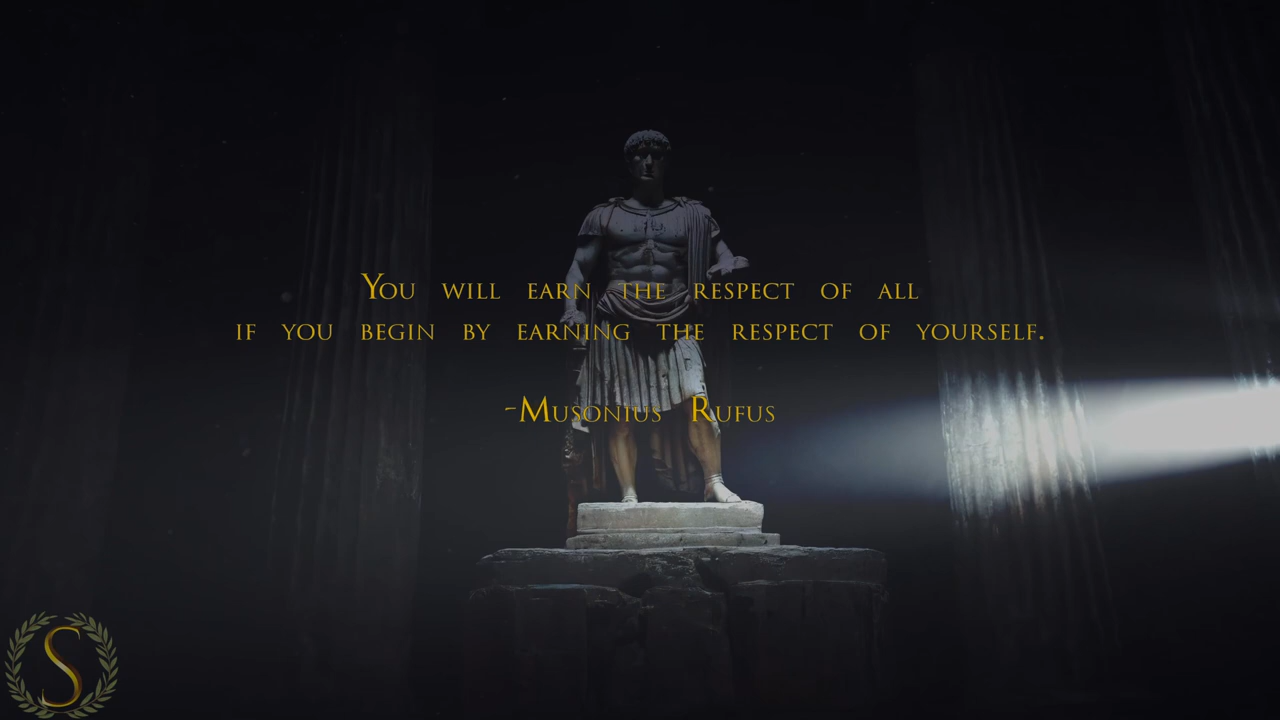 You will earn the respect of all
if you begin by earning the respect of yourself.
-Musonius Rufus
S